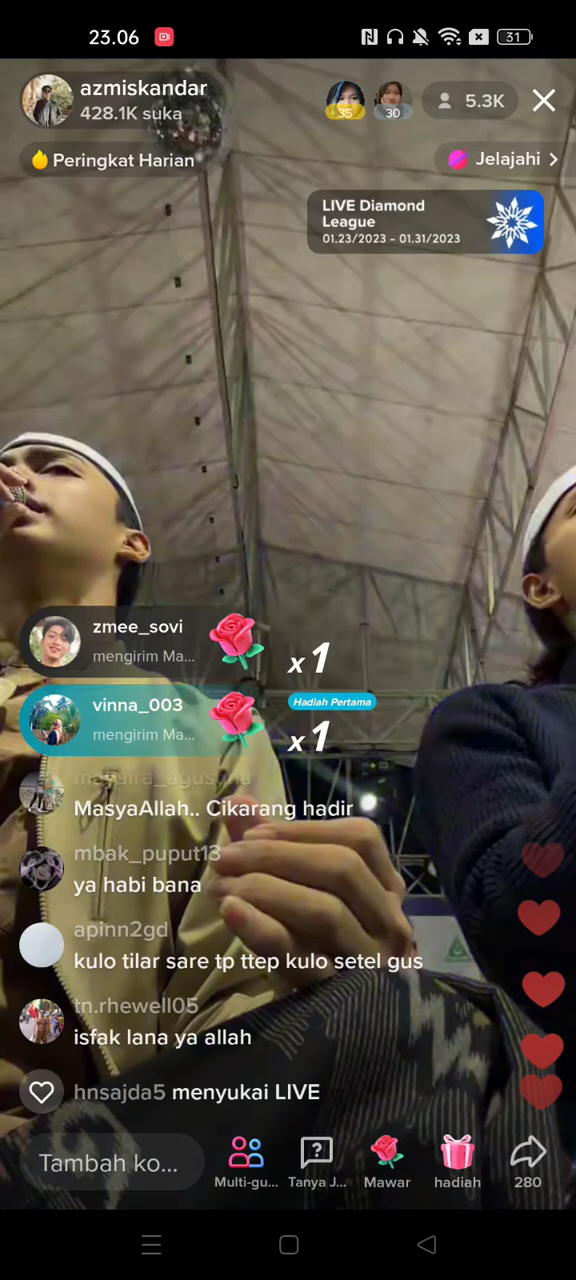 23.06
31
azmiskandar
428.1K suka
35
30
5.3K
Peringkat Harian
Jelajahi
LIVE Diamond
League
01.23/2023 - 01.31/2023
zmee_sovi
mengirim Ma...
x1
vinna_003
mengirim Ma...
Hadiah Pertama
x1
MasyaAllah.. Cikarang hadir
mbak_puput13
ya habi bana
apinn2gd
kulo tilar sare tp ttep kulo setel gus
tn.rhewell05
isfak lana ya allah
hnsajda5 menyukai LIVE
Tambah ko...
Multi-gu...
Tanya J...
Mawar
hadiah
280